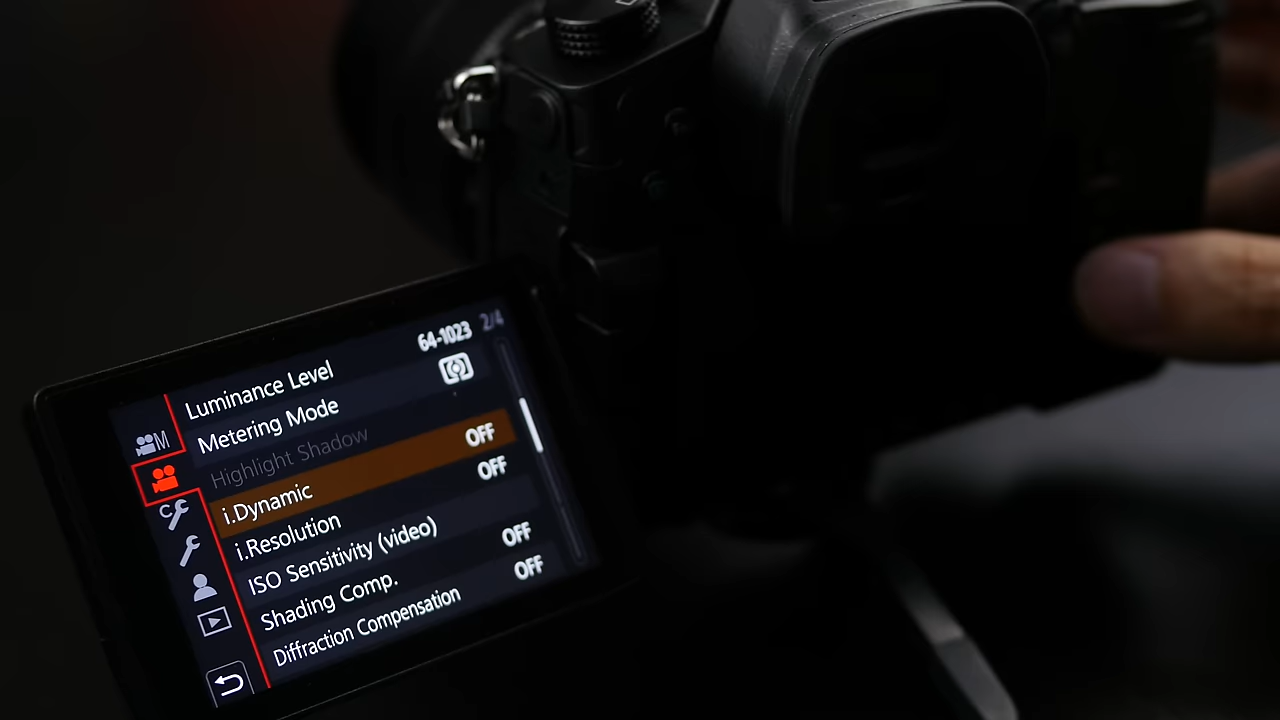 64-1023 2/4
Luminance Level
Metering Mode
Highlight Shadow
i.Dynamic OFF
i.Resolution OFF
ISO Sensitivity (video)
Shading Comp. OFF
Diffraction Compensation OFF
M
C